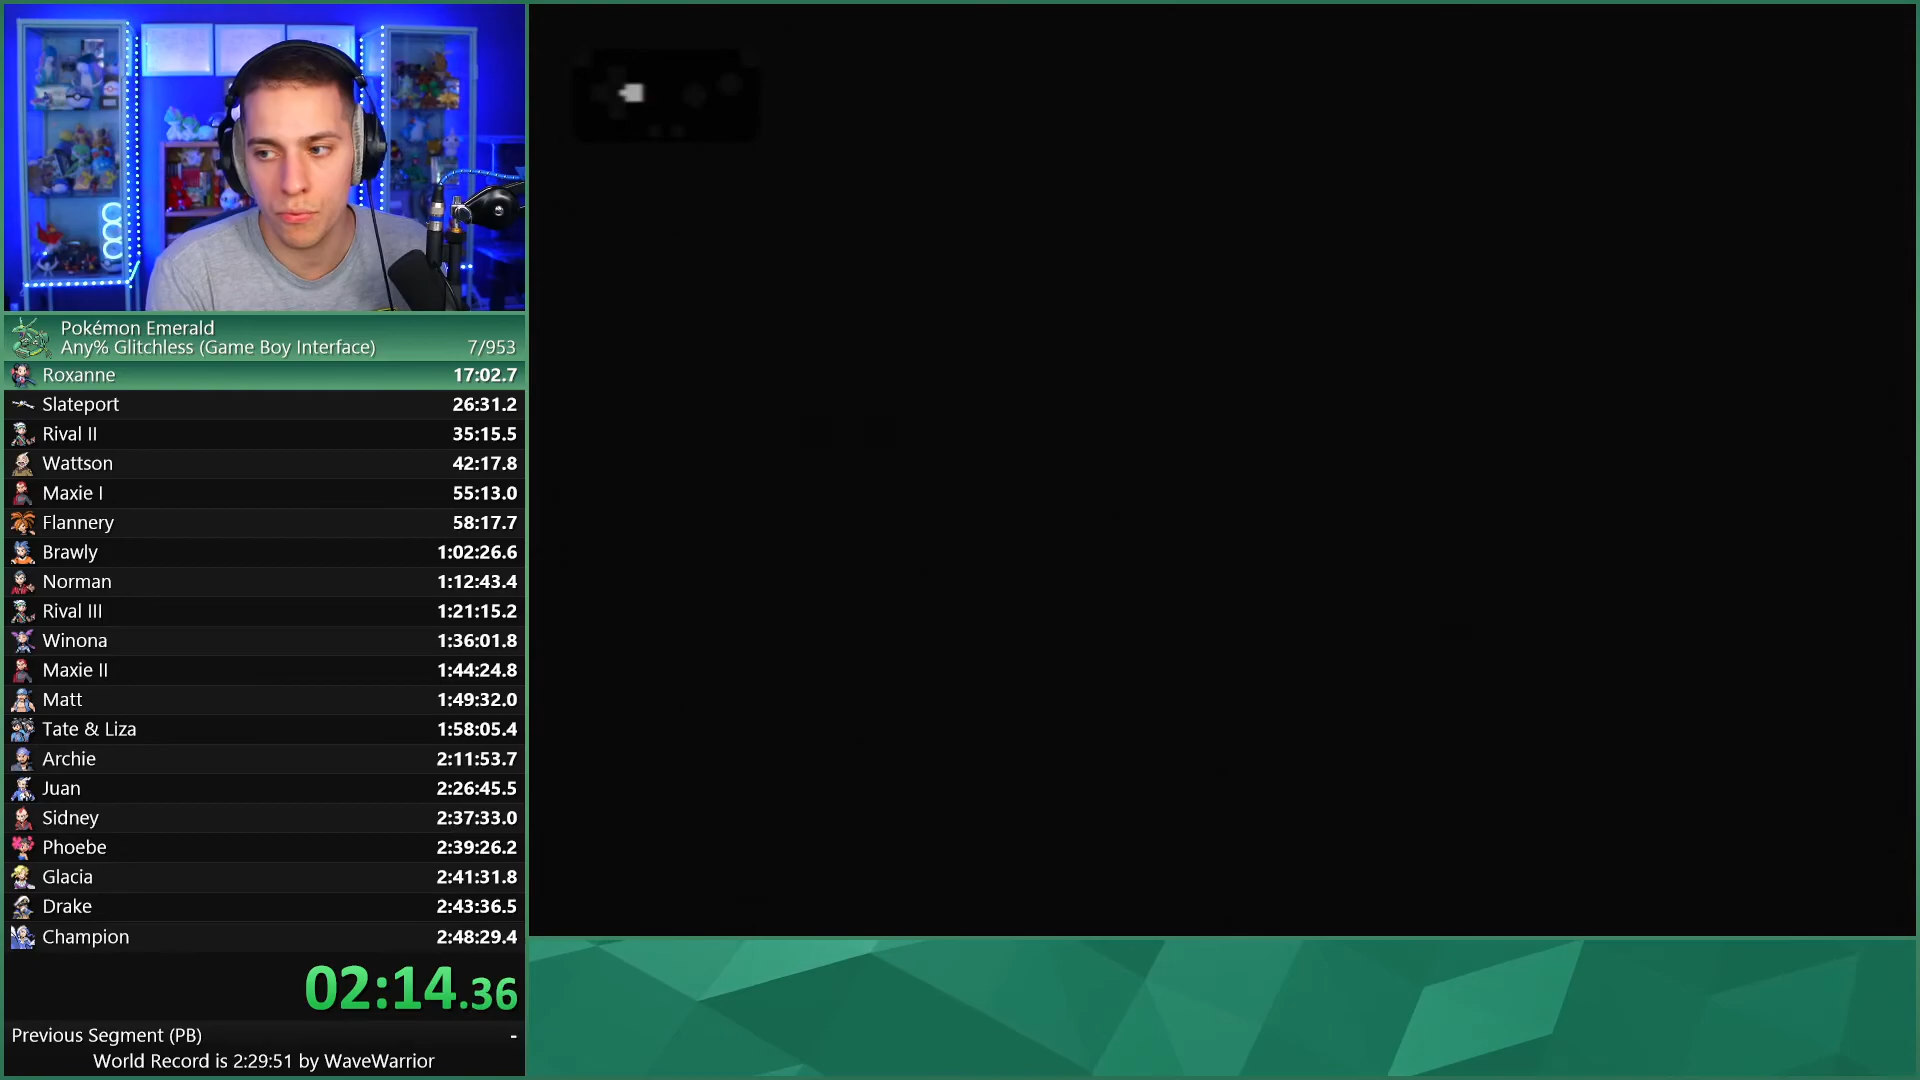 Pokémon Emerald
Any% Glitchless (Game Boy Interface) 7/953
Roxanne 17:02.7
Slateport 26:31.2
Rival II 35:15.5
Wattson 42:17.8
Maxie I 55:13.0
Flannery 58:17.7
Brawly 1:02:26.6
Norman 1:12:43.4
Rival III 1:21:15.2
Winona 1:36:01.8
Maxie II 1:44:24.8
Matt 1:49:32.0
Tate & Liza 1:58:05.4
Archie 2:11:53.7
Juan 2:26:45.5
Sidney 2:37:33.0
Phoebe 2:39:26.2
Glacia 2:41:31.8
Drake 2:43:36.5
Champion 2:48:29.4
02:14.36
Previous Segment (PB) -
World Record is 2:29:51 by WaveWarrior